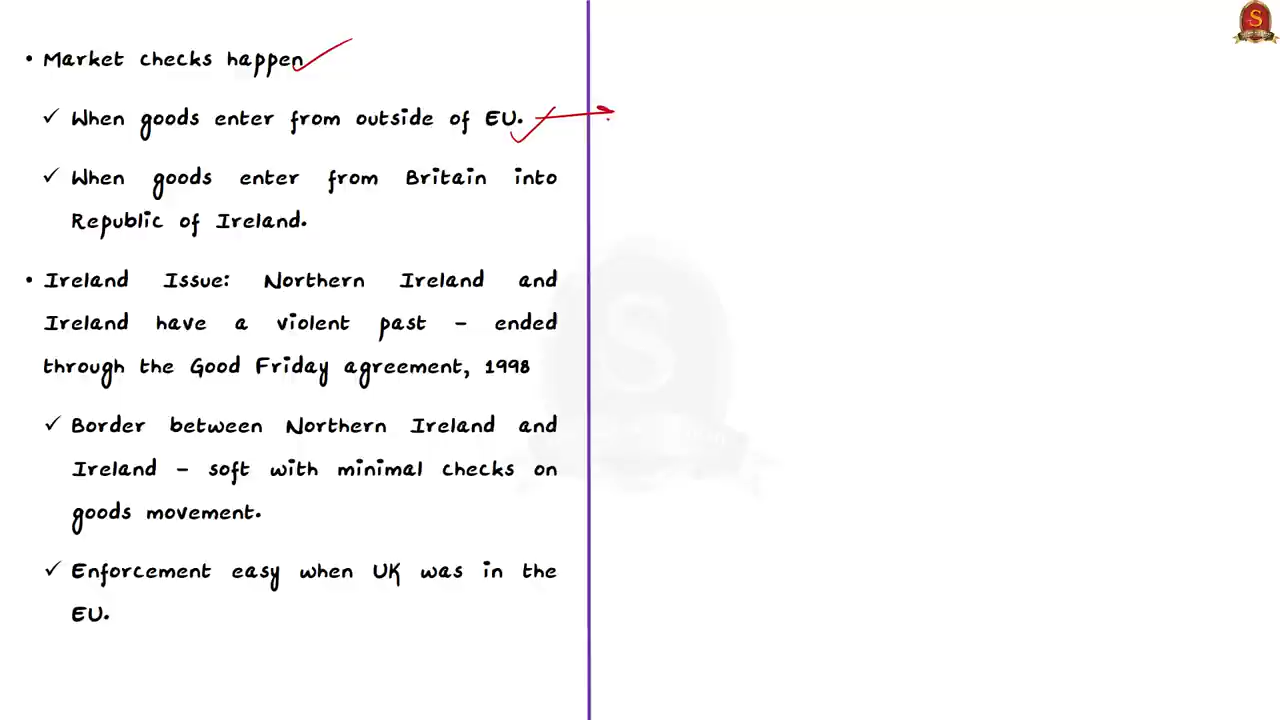 • Market checks happen
✓ When goods enter from outside of EU.
✓ When goods enter from Britain into
Republic of Ireland.
• Ireland Issue: Northern Ireland and
Ireland have a violent past – ended
through the Good Friday agreement, 1998
✓ Border between Northern Ireland and
Ireland – soft with minimal checks on
goods movement.
✓ Enforcement easy when UK was in the
EU.